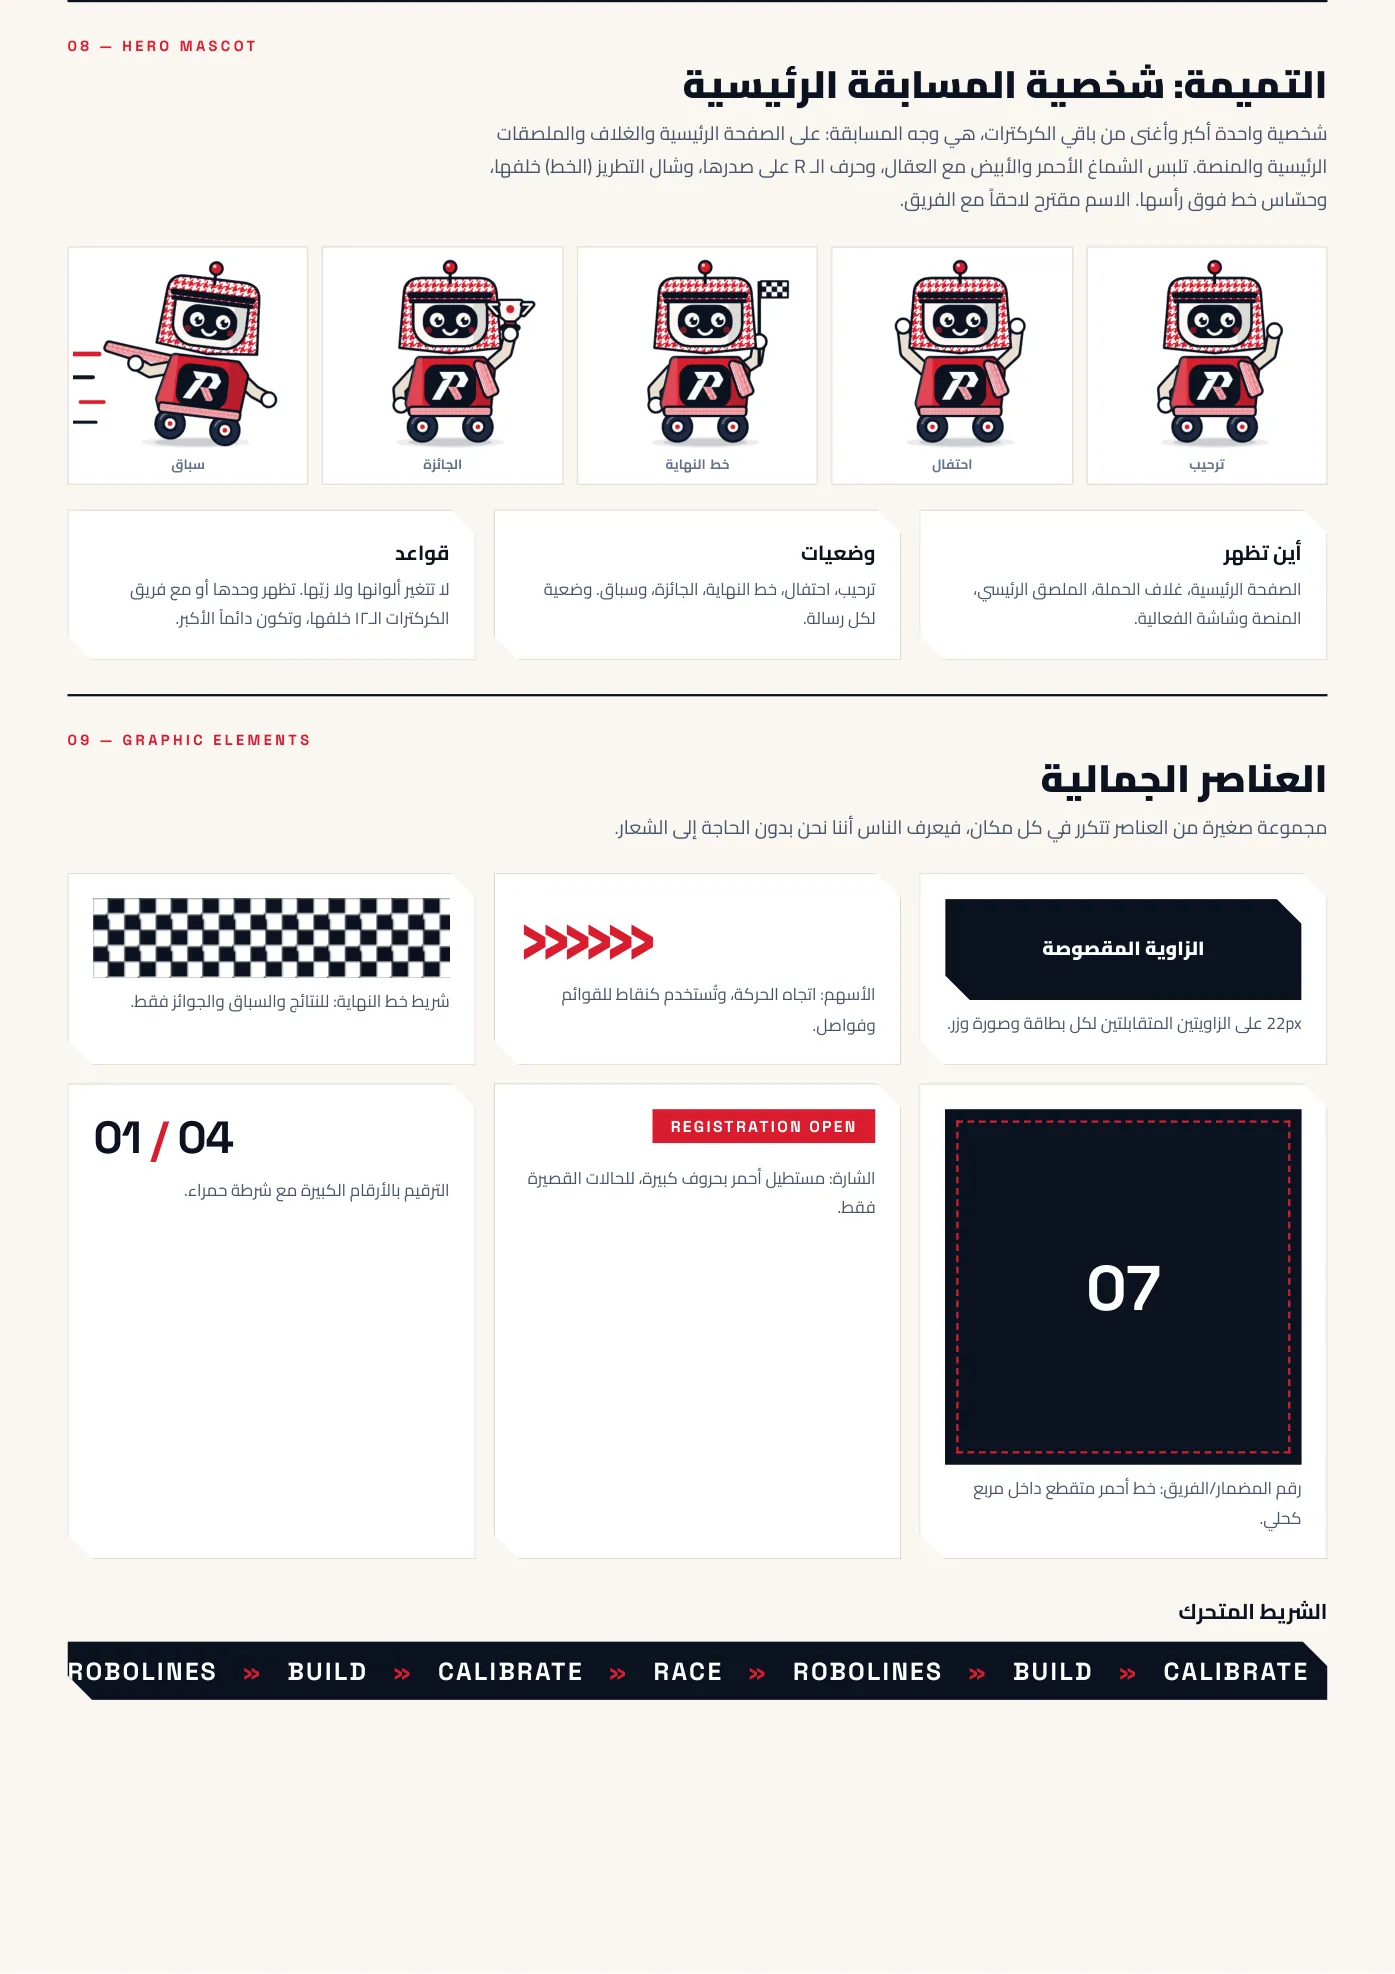 08 — HERO MASCOT
التميمة: شخصية المسابقة الرئيسية
شخصية واحدة أكبر وأغنى من باقي الكركترات، هي وجه المسابقة: على الصفحة الرئيسية والغلاف والملصقات
الرئيسية والمنصة. تلبس الشماغ الأحمر والأبيض مع العقال، وحرف الـ R على صدرها، وشال التطريز (الخط) خلفها،
وحسّاس خط فوق رأسها. الاسم مقترح لاحقاً مع الفريق.
R
R
R
R
R
ترحيب
احتفال
خط النهاية
الجائزة
سباق
أين تظهر
الصفحة الرئيسية، غلاف الحملة، الملصق الرئيسي،
المنصة وشاشة الفعالية.
وضعيات
ترحيب، احتفال، خط النهاية، الجائزة، وسباق. وضعية
لكل رسالة.
قواعد
لا تتغير ألوانها ولا زيّها. تظهر وحدها أو مع فريق
الكركترات الـ١٢ خلفها، وتكون دائماً الأكبر.
09 — GRAPHIC ELEMENTS
العناصر الجمالية
مجموعة صغيرة من العناصر تتكرر في كل مكان، فيعرف الناس أننا نحن بدون الحاجة إلى الشعار.
الزاوية المقصوصة
22px على الزاويتين المتقابلتين لكل بطاقة وصورة وزر.
الأسهم: اتجاه الحركة، وتُستخدم كنقاط للقوائم
وفواصل.
شريط خط النهاية: للنتائج والسباق والجوائز فقط.
07
رقم المضمار/الفريق: خط أحمر متقطع داخل مربع
كحلي.
REGISTRATION OPEN
الشارة: مستطيل أحمر بحروف كبيرة، للحالات القصيرة
فقط.
01 / 04
الترقيم بالأرقام الكبيرة مع شرطة حمراء.
الشريط المتحرك
ROBOLINES » BUILD » CALIBRATE » RACE » ROBOLINES » BUILD » CALIBRATE